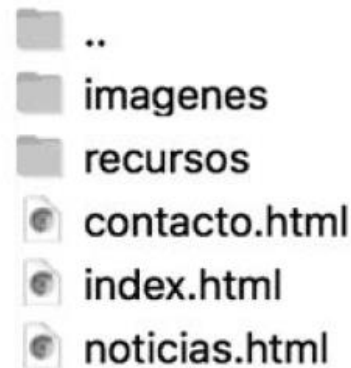 ..
imagenes
recursos
contacto.html
index.html
noticias.html